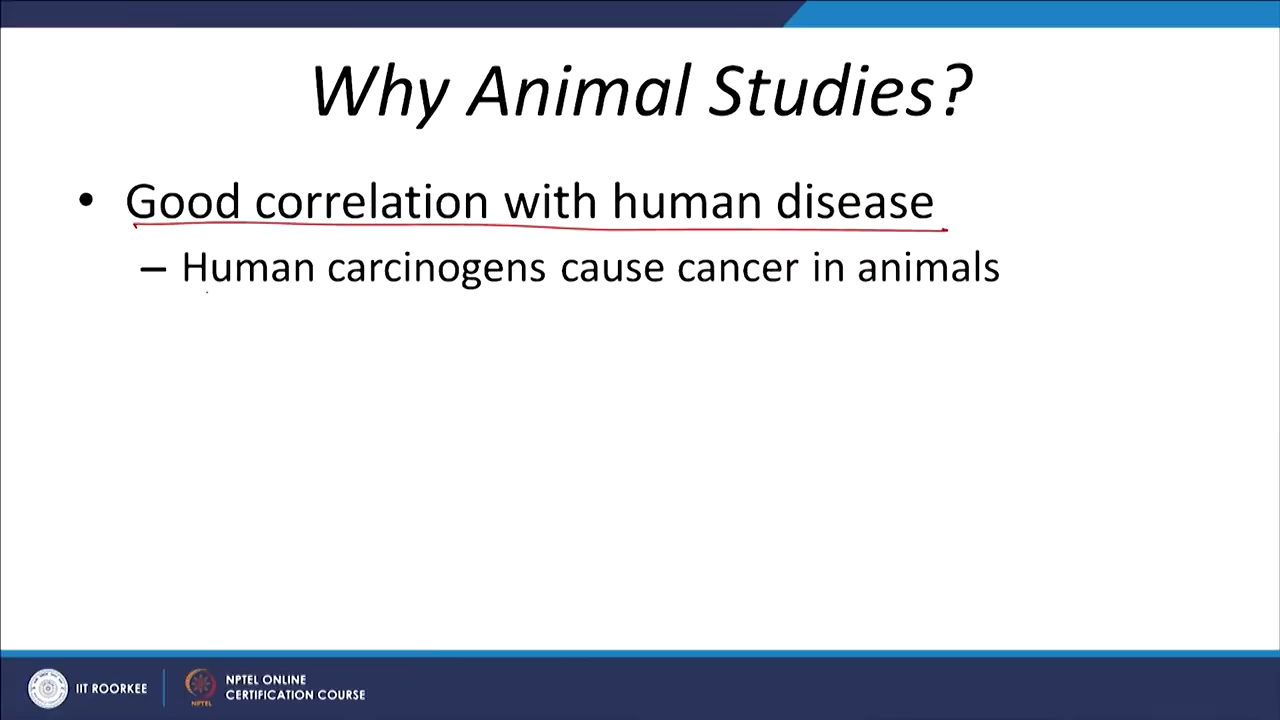 Why Animal Studies?
• Good correlation with human disease
– Human carcinogens cause cancer in animals
IIT ROORKEE
NPTEL
NPTEL ONLINE
CERTIFICATION COURSE